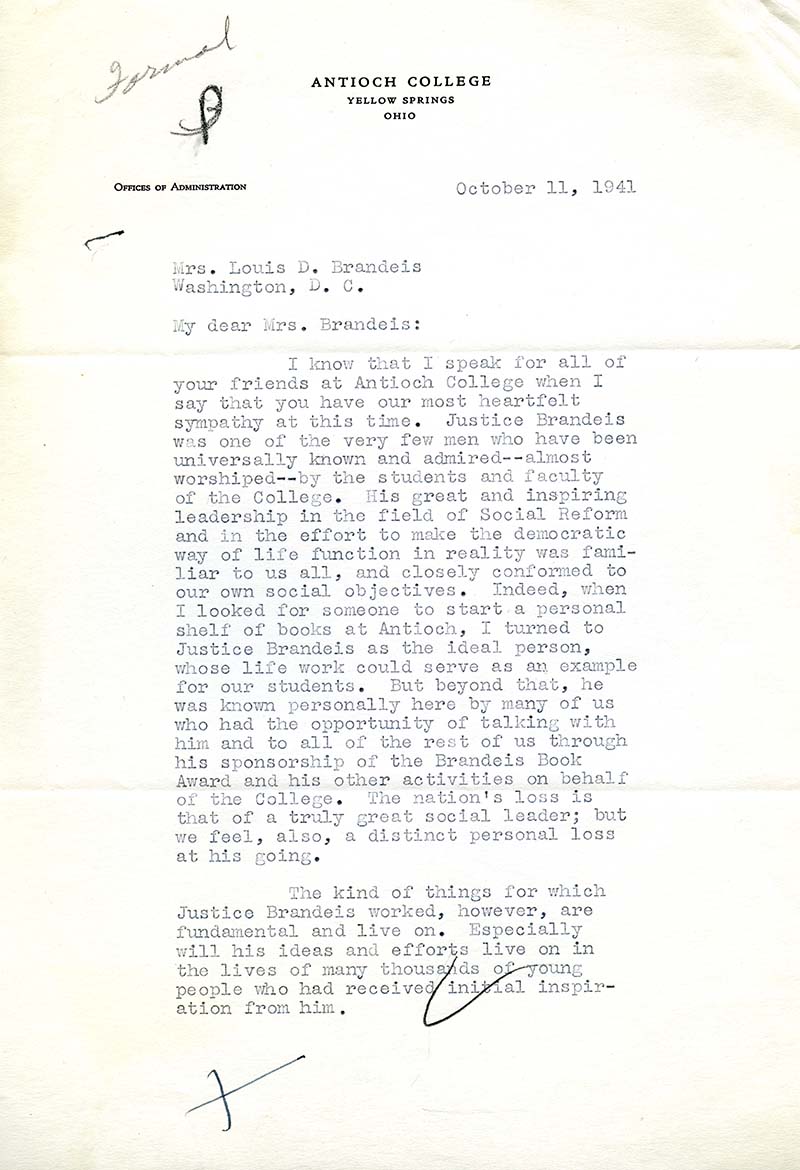 Formal
ANTIOCH COLLEGE
YELLOW SPRINGS
OHIO
OFFICES OF ADMINISTRATION
October 11, 1941
Mrs. Louis D. Brandeis
Washington, D. C.
My dear Mrs. Brandeis:
I know that I speak for all of
your friends at Antioch College when I
say that you have our most heartfelt
sympathy at this time. Justice Brandeis
was one of the very few men who have been
universally known and admired--almost
worshiped--by the students and faculty
of the College. His great and inspiring
leadership in the field of Social Reform
and in the effort to make the democratic
way of life function in reality was fami-
liar to us all, and closely conformed to
our own social objectives. Indeed, when
I looked for someone to start a personal
shelf of books at Antioch, I turned to
Justice Brandeis as the ideal person,
whose life work could serve as an example
for our students. But beyond that, he
was known personally here by many of us
who had the opportunity of talking with
him and to all of the rest of us through
his sponsorship of the Brandeis Book
Award and his other activities on behalf
of the College. The nation's loss is
that of a truly great social leader; but
we feel, also, a distinct personal loss
at his going.
The kind of things for which
Justice Brandeis worked, however, are
fundamental and live on. Especially
will his ideas and efforts live on in
the lives of many thousands of young
people who had received initial inspir-
ation from him.